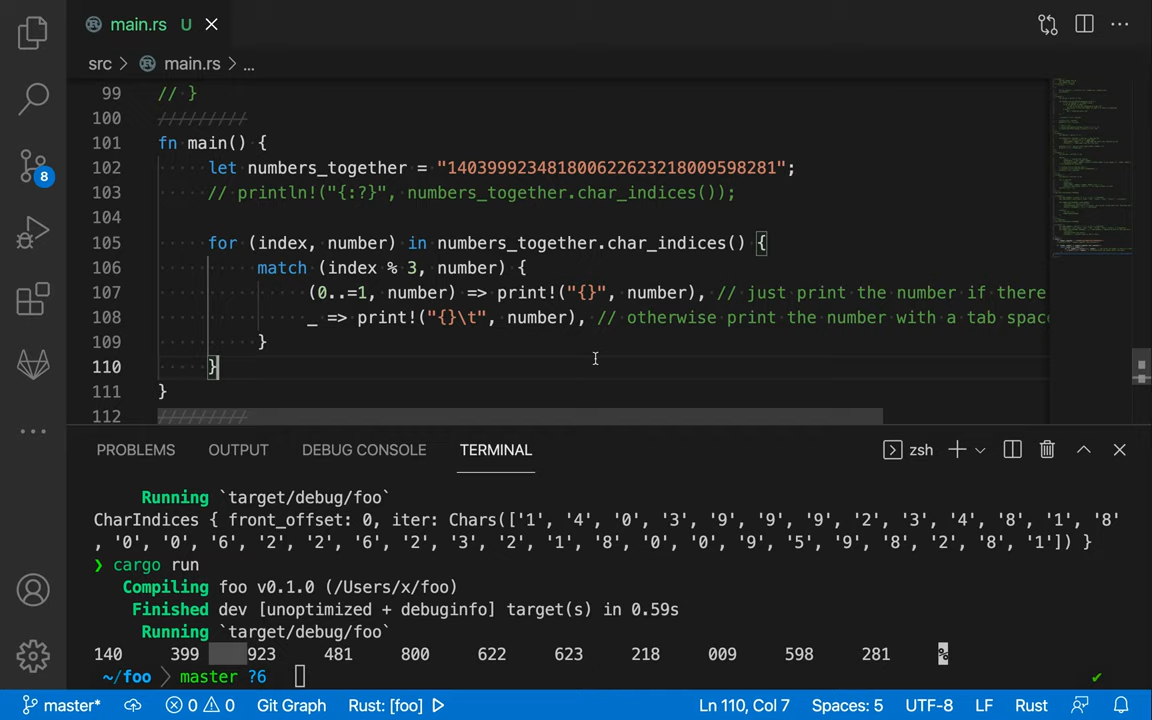 main.rs U
8
src > main.rs > ...
99 // }
100 /////////
101 fn main() {
102 let numbers_together = "140399923481800622623218009598281";
103 // println!("{:?}", numbers_together.char_indices());
104
105 for (index, number) in numbers_together.char_indices() {
106 match (index % 3, number) {
107 (0..=1, number) => print!("{}", number), // just print the number if there
108 _ => print!("{}\t", number), // otherwise print the number with a tab space
109 }
110 }
111 }
112 /////////
PROBLEMS OUTPUT DEBUG CONSOLE TERMINAL zsh
Running `target/debug/foo`
CharIndices { front_offset: 0, iter: Chars(['1', '4', '0', '3', '9', '9', '9', '2', '3', '4', '8', '1', '8'
, '0', '0', '6', '2', '2', '6', '2', '3', '2', '1', '8', '0', '0', '9', '5', '9', '8', '2', '8', '1']) }
❯ cargo run
Compiling foo v0.1.0 (/Users/x/foo)
Finished dev [unoptimized + debuginfo] target(s) in 0.59s
Running `target/debug/foo`
140 399 923 481 800 622 623 218 009 598 281 %
~/foo master ?6 ✔
master* 0 0 Git Graph Rust: [foo] Ln 110, Col 7 Spaces: 5 UTF-8 LF Rust